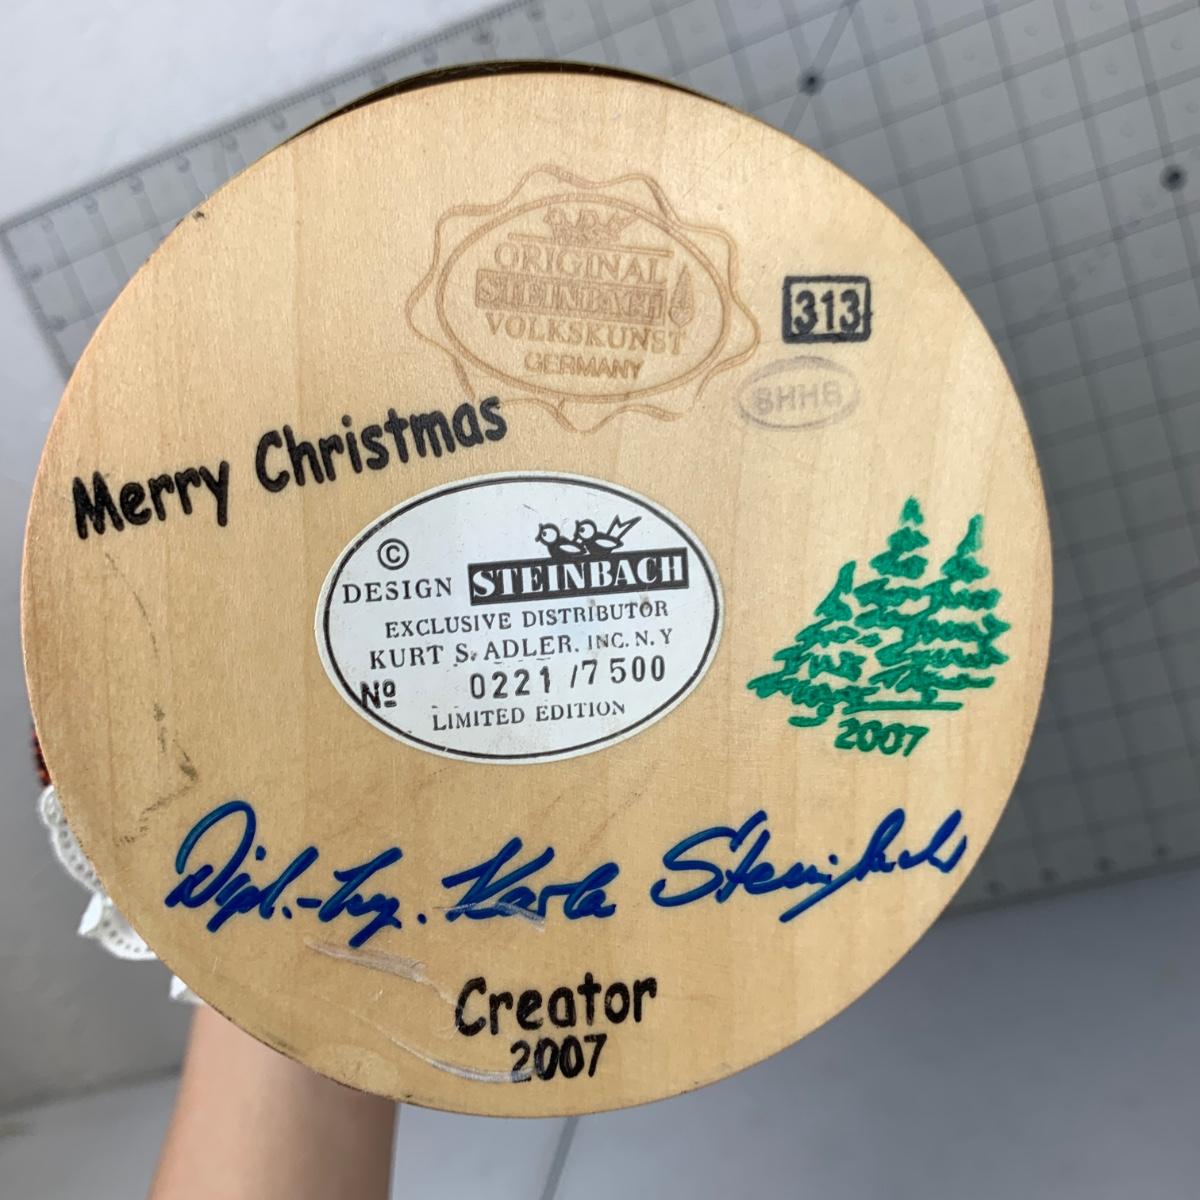 ORIGINAL
STEINBACH
VOLKSKUNST
GERMANY
313
Merry Christmas
©
DESIGN STEINBACH
EXCLUSIVE DISTRIBUTOR
KURT S. ADLER. INC. N.Y
Nº 0221 /7500
LIMITED EDITION
2007
Dipl.-Ing. Karla Steinbach
Creator
2007